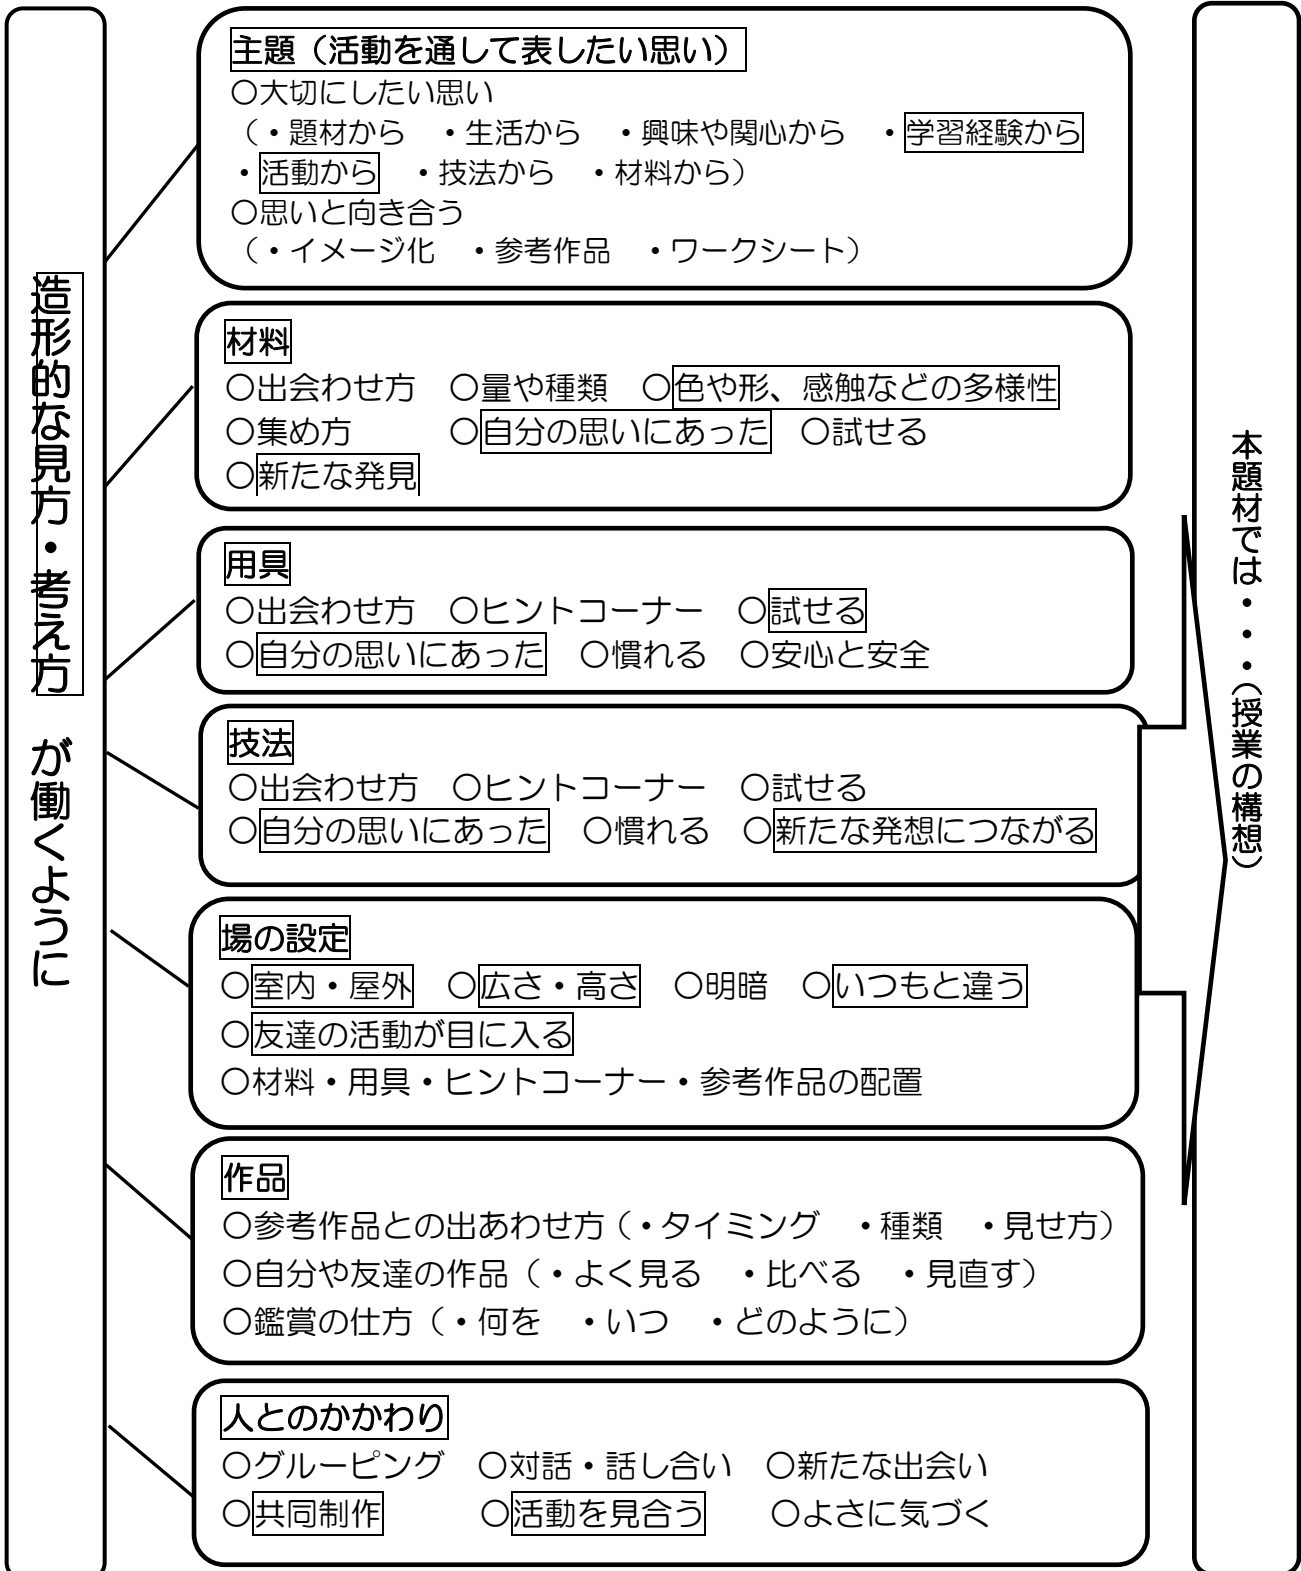 造形的な見方・考え方　が働くように
主題（活動を通して表したい思い）
○大切にしたい思い
（・題材から　・生活から　・興味や関心から　・学習経験から
・活動から　・技法から　・材料から）
○思いと向き合う
（・イメージ化　・参考作品　・ワークシート）
材料
○出会わせ方　○量や種類　○色や形、感触などの多様性
○集め方　○自分の思いにあった　○試せる
○新たな発見
用具
○出会わせ方　○ヒントコーナー　○試せる
○自分の思いにあった　○慣れる　○安心と安全
技法
○出会わせ方　○ヒントコーナー　○試せる
○自分の思いにあった　○慣れる　○新たな発想につながる
場の設定
○室内・屋外　○広さ・高さ　○明暗　○いつもと違う
○友達の活動が目に入る
○材料・用具・ヒントコーナー・参考作品の配置
作品
○参考作品との出あわせ方（・タイミング　・種類　・見せ方）
○自分や友達の作品（・よく見る　・比べる　・見直す）
○鑑賞の仕方（・何を　・いつ　・どのように）
人とのかかわり
○グルーピング　○対話・話し合い　○新たな出会い
○共同制作　○活動を見合う　○よさに気づく
本題材では・・・（授業の構想）